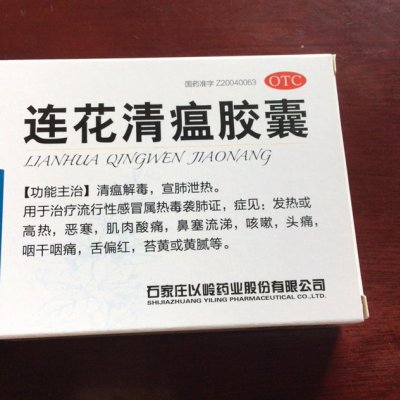 国药准字 Z20040063
OTC
连花清瘟胶囊
LIANHUA QINGWEN JIAONANG
【功能主治】清瘟解毒，宣肺泄热。
用于治疗流行性感冒属热毒袭肺证，症见：发热或
高热，恶寒，肌肉酸痛，鼻塞流涕，咳嗽，头痛，
咽干咽痛，舌偏红，苔黄或黄腻等。
石家庄以岭药业股份有限公司
SHIJIAZHUANG YILING PHARMACEUTICAL CO.,LTD.